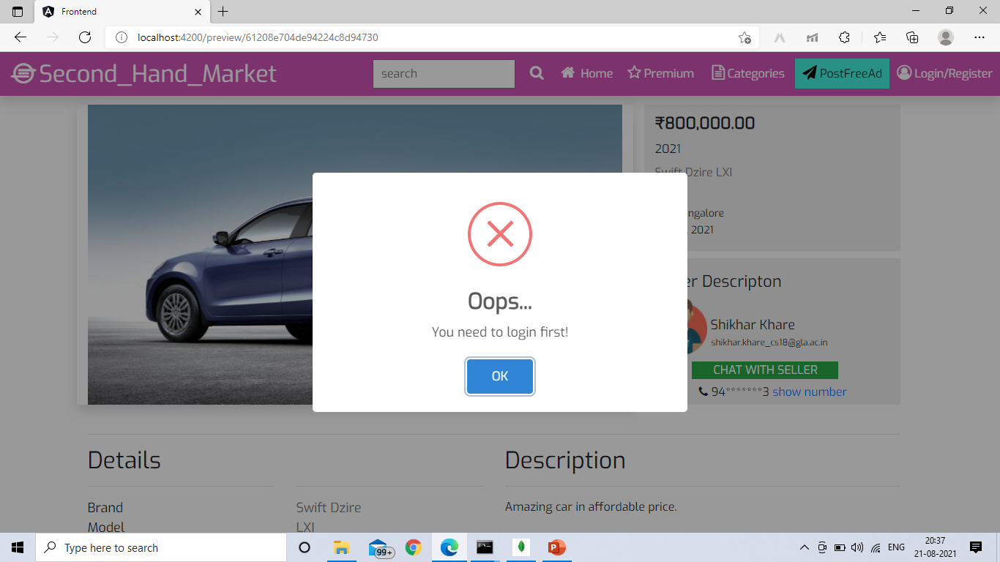 Frontend
localhost:4200/preview/61208e704de94224c8d94730
Second_Hand_Market
search
Home
Premium
Categories
PostFreeAd
Login/Register
₹800,000.00
2021
Swift Dzire LXI
ngalore
2021
er Descripton
Shikhar Khare
shikhar.khare_cs18@gla.ac.in
CHAT WITH SELLER
94*******3 show number
Oops...
You need to login first!
OK
Details
Description
Brand
Swift Dzire
Amazing car in affordable price.
Model
LXI
Type here to search
99+
ENG
20:37
21-08-2021